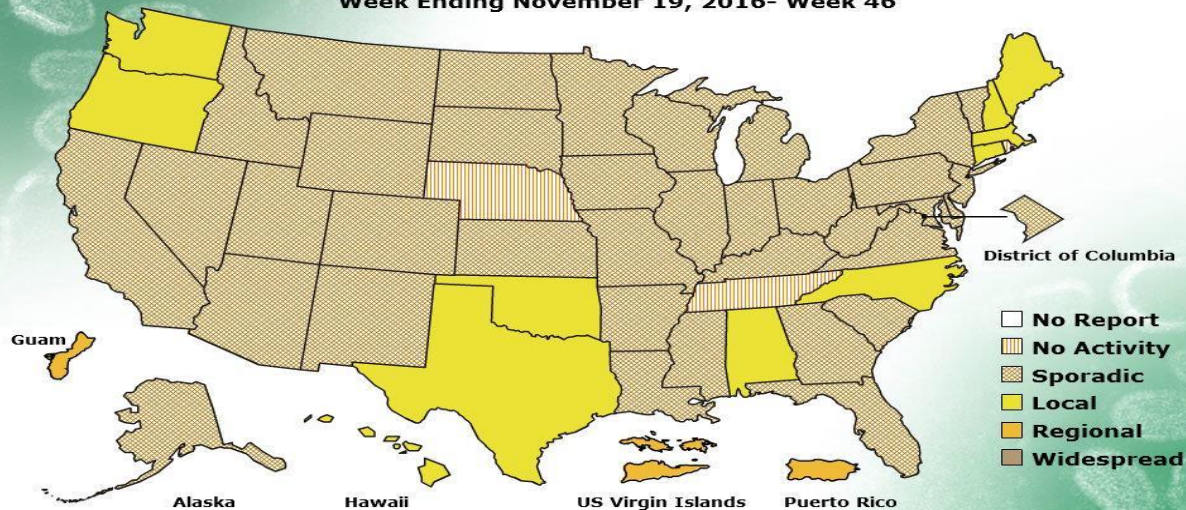 Week Ending November 19, 2016- Week 46
District of Columbia
Guam
No Report
No Activity
Sporadic
Local
Regional
Widespread
Alaska
Hawaii
US Virgin Islands
Puerto Rico